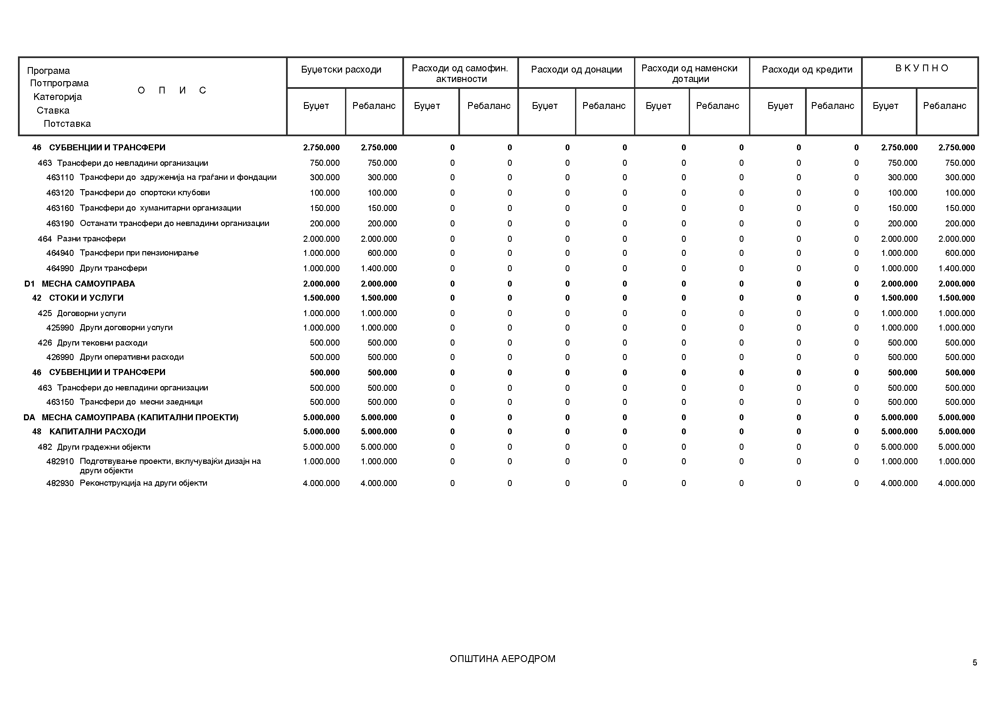 Програма
Потпрограма
Категорија
Ставка
Потставка
О П И С
Буџетски расходи
Расходи од самофин. активности
Расходи од донации
Расходи од наменски дотации
Расходи од кредити
В К У П Н О
Буџет Ребаланс Буџет Ребаланс Буџет Ребаланс Буџет Ребаланс Буџет Ребаланс Буџет Ребаланс
46 СУБВЕНЦИИ И ТРАНСФЕРИ 2.750.000 2.750.000 0 0 0 0 0 0 0 0 2.750.000 2.750.000
463 Трансфери до невладини организации 750.000 750.000 0 0 0 0 0 0 0 0 750.000 750.000
463110 Трансфери до здруженија на граѓани и фондации 300.000 300.000 0 0 0 0 0 0 0 0 300.000 300.000
463120 Трансфери до спортски клубови 100.000 100.000 0 0 0 0 0 0 0 0 100.000 100.000
463160 Трансфери до хуманитарни организации 150.000 150.000 0 0 0 0 0 0 0 0 150.000 150.000
463190 Останати трансфери до невладини организации 200.000 200.000 0 0 0 0 0 0 0 0 200.000 200.000
464 Разни трансфери 2.000.000 2.000.000 0 0 0 0 0 0 0 0 2.000.000 2.000.000
464940 Трансфери при пензионирање 1.000.000 600.000 0 0 0 0 0 0 0 0 1.000.000 600.000
464990 Други трансфери 1.000.000 1.400.000 0 0 0 0 0 0 0 0 1.000.000 1.400.000
D1 МЕСНА САМОУПРАВА 2.000.000 2.000.000 0 0 0 0 0 0 0 0 2.000.000 2.000.000
42 СТОКИ И УСЛУГИ 1.500.000 1.500.000 0 0 0 0 0 0 0 0 1.500.000 1.500.000
425 Договорни услуги 1.000.000 1.000.000 0 0 0 0 0 0 0 0 1.000.000 1.000.000
425990 Други договорни услуги 1.000.000 1.000.000 0 0 0 0 0 0 0 0 1.000.000 1.000.000
426 Други тековни расходи 500.000 500.000 0 0 0 0 0 0 0 0 500.000 500.000
426990 Други оперативни расходи 500.000 500.000 0 0 0 0 0 0 0 0 500.000 500.000
46 СУБВЕНЦИИ И ТРАНСФЕРИ 500.000 500.000 0 0 0 0 0 0 0 0 500.000 500.000
463 Трансфери до невладини организации 500.000 500.000 0 0 0 0 0 0 0 0 500.000 500.000
463150 Трансфери до месни заедници 500.000 500.000 0 0 0 0 0 0 0 0 500.000 500.000
DA МЕСНА САМОУПРАВА (КАПИТАЛНИ ПРОЕКТИ) 5.000.000 5.000.000 0 0 0 0 0 0 0 0 5.000.000 5.000.000
48 КАПИТАЛНИ РАСХОДИ 5.000.000 5.000.000 0 0 0 0 0 0 0 0 5.000.000 5.000.000
482 Други градежни објекти 5.000.000 5.000.000 0 0 0 0 0 0 0 0 5.000.000 5.000.000
482910 Подготвување проекти, вклучувајќи дизајн на 1.000.000 1.000.000 0 0 0 0 0 0 0 0 1.000.000 1.000.000
други објекти
482930 Реконструкција на други објекти 4.000.000 4.000.000 0 0 0 0 0 0 0 0 4.000.000 4.000.000
ОПШТИНА АЕРОДРОМ
5